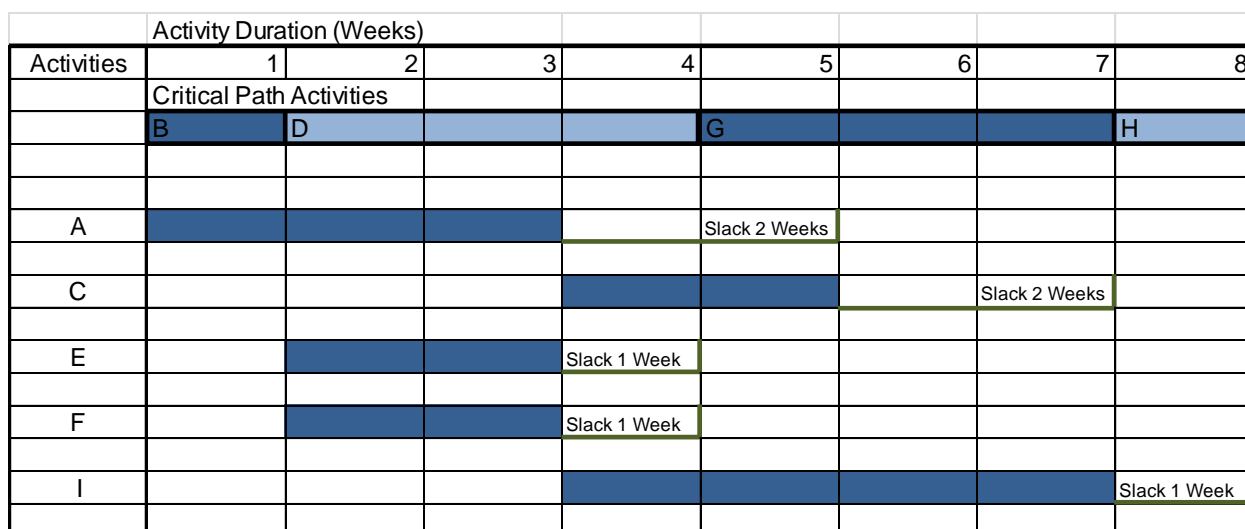 Activity Duration (Weeks)
Activities 1 2 3 4 5 6 7 8
Critical Path Activities
B D G H
A Slack 2 Weeks
C Slack 2 Weeks
E Slack 1 Week
F Slack 1 Week
I Slack 1 Week